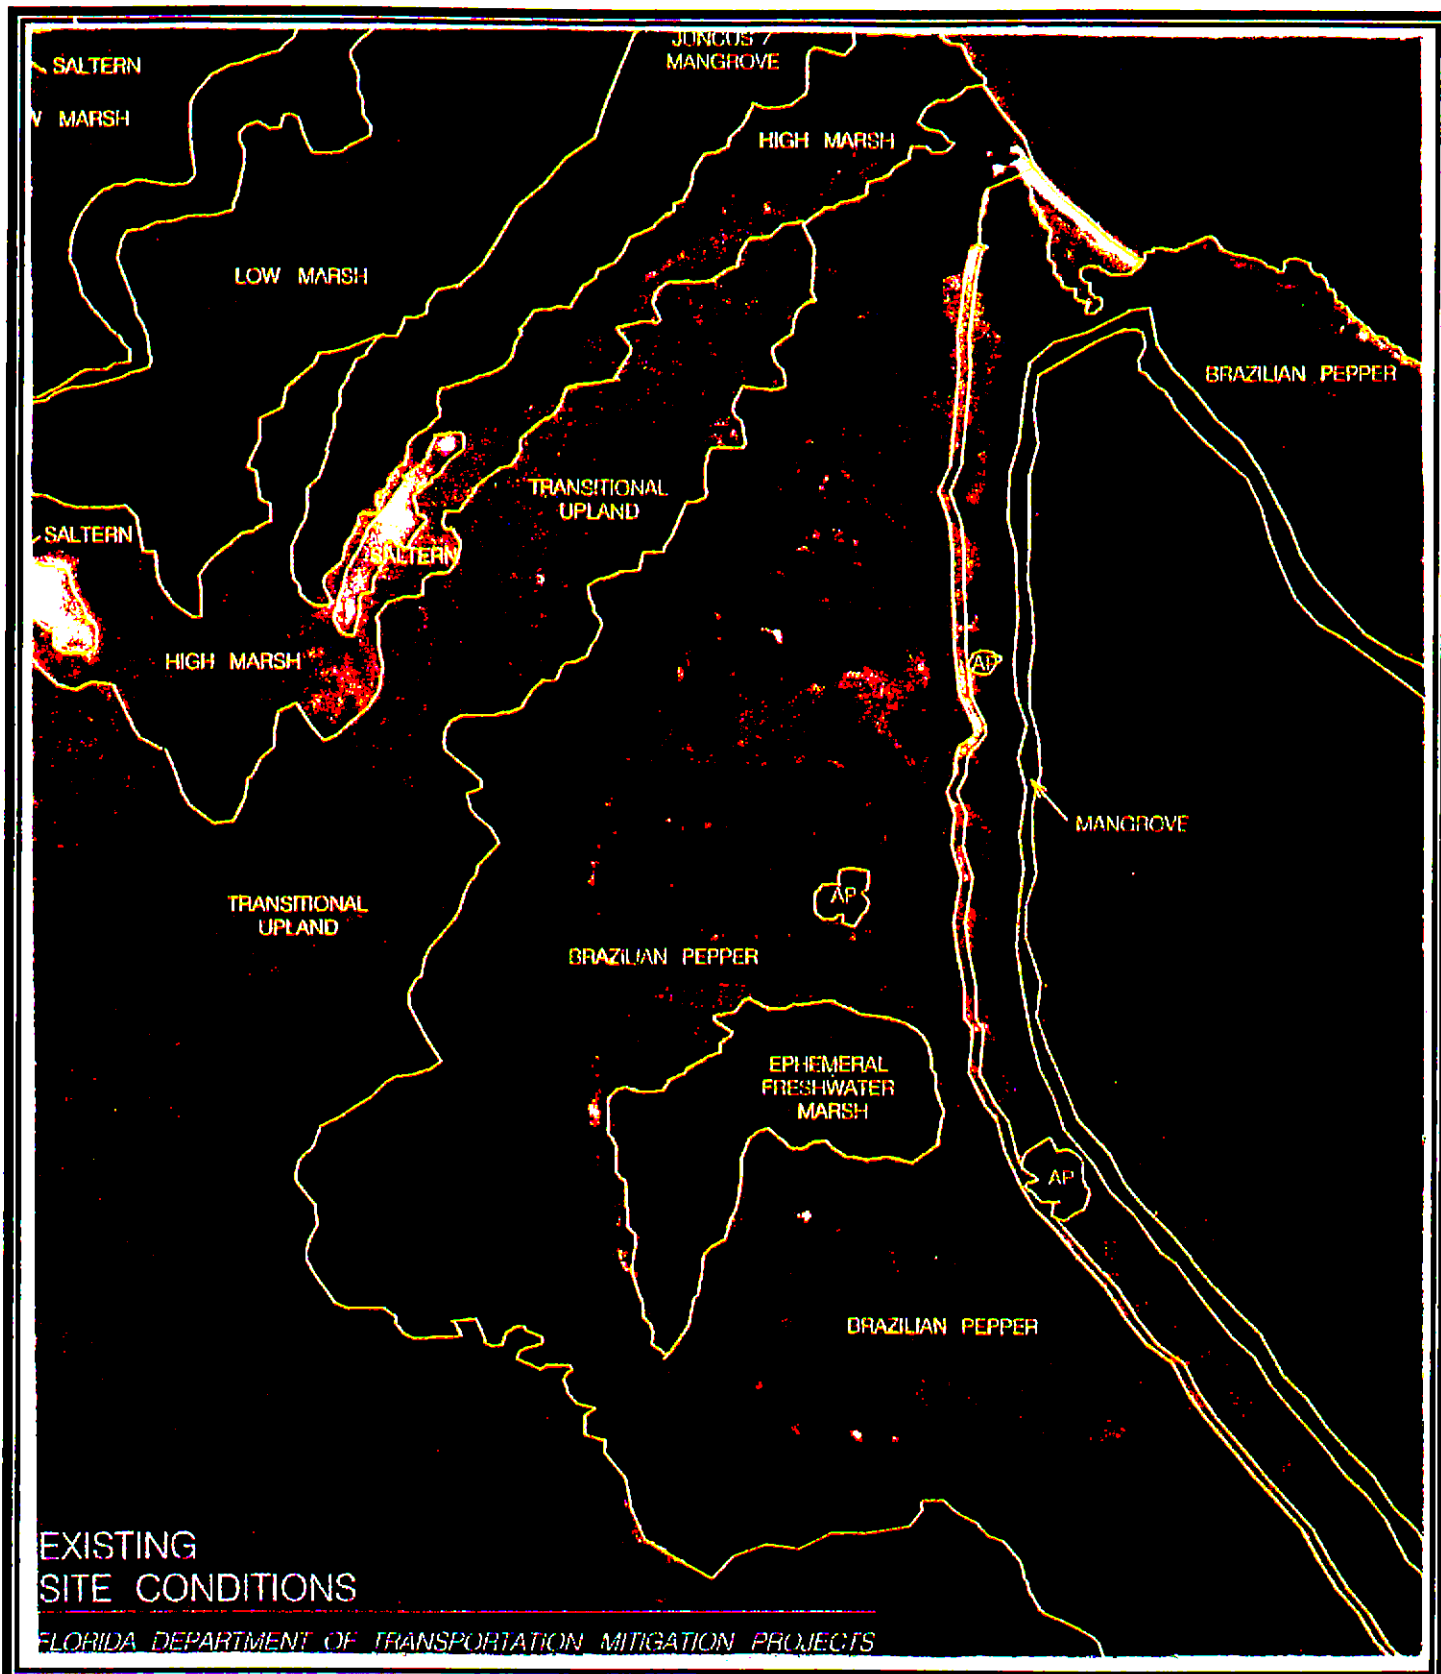 JUNCUS /
MANGROVE
SALTERN
W MARSH
HIGH MARSH
LOW MARSH
BRAZILIAN PEPPER
TRANSITIONAL
UPLAND
SALTERN
SALTERN
HIGH MARSH
AP
MANGROVE
AP
TRANSITIONAL
UPLAND
BRAZILIAN PEPPER
EPHEMERAL
FRESHWATER
MARSH
AP
BRAZILIAN PEPPER
EXISTING
SITE CONDITIONS
FLORIDA DEPARTMENT OF TRANSPORTATION MITIGATION PROJECTS